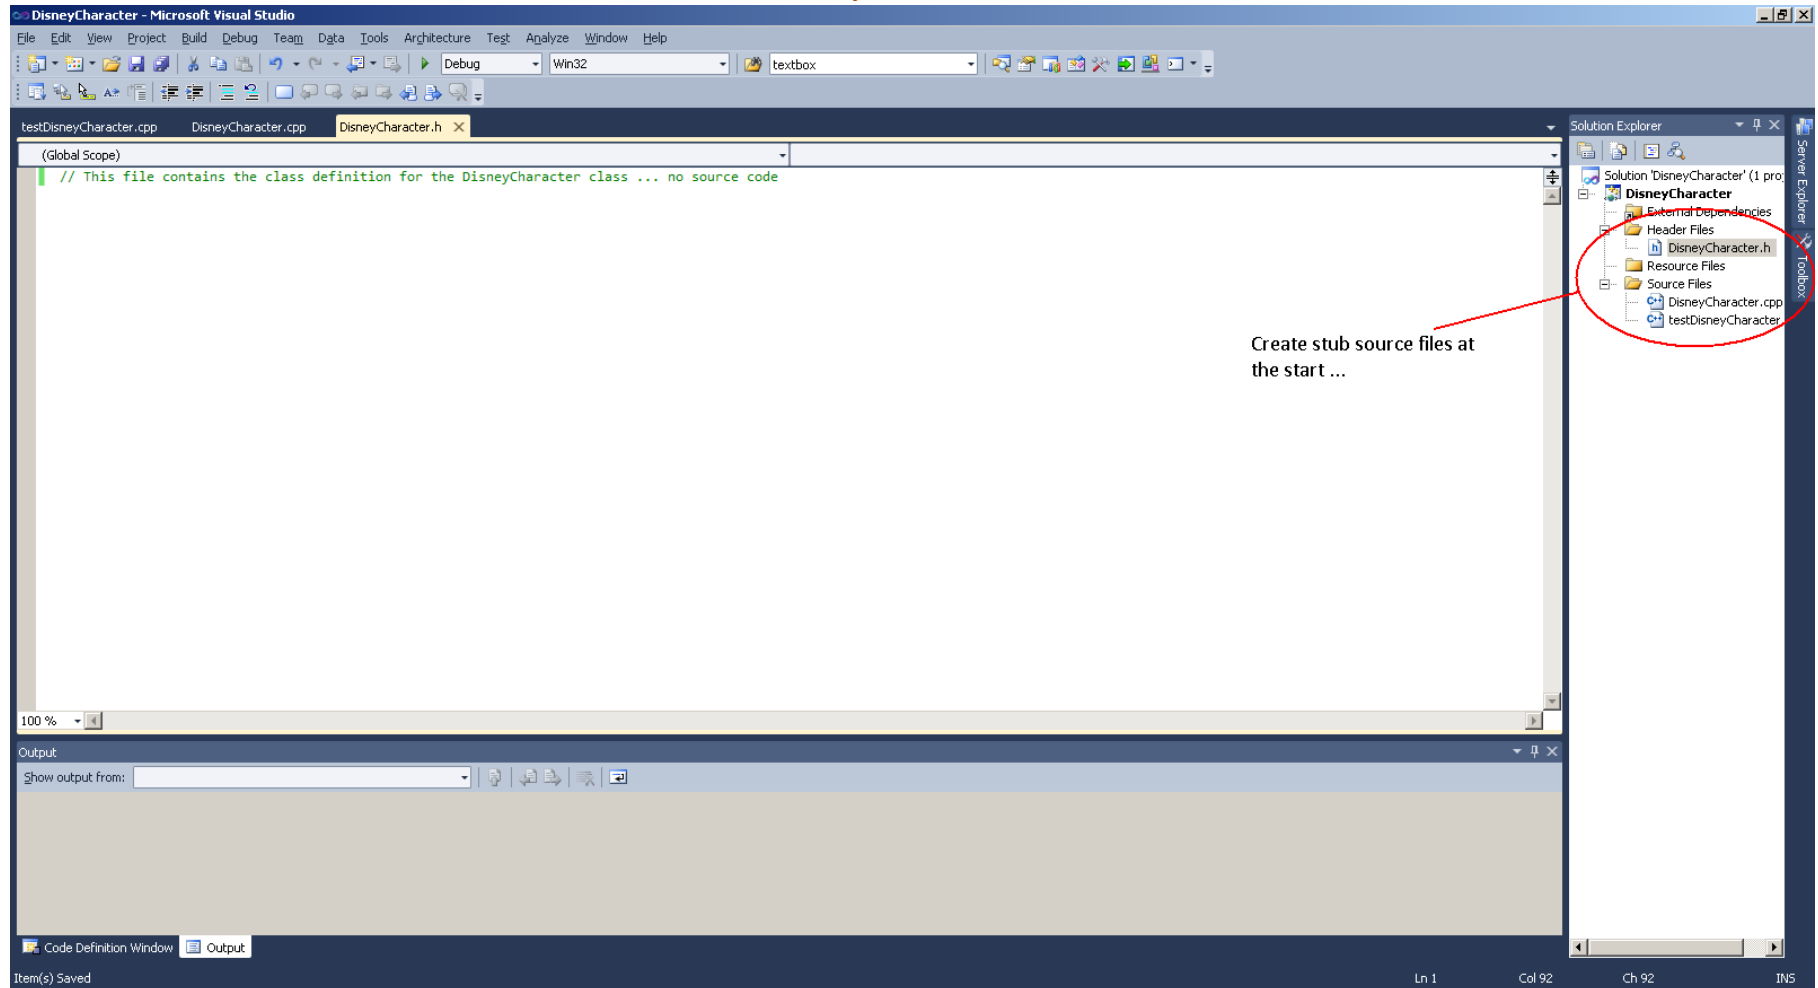 DisneyCharacter - Microsoft Visual Studio
File Edit View Project Build Debug Team Data Tools Architecture Test Analyze Window Help
Debug Win32 textbox
testDisneyCharacter.cpp DisneyCharacter.cpp DisneyCharacter.h
(Global Scope)
// This file contains the class definition for the DisneyCharacter class ... no source code
100 %
Output
Show output from:
Code Definition Window Output
Item(s) Saved
Ln 1 Col 92 Ch 92 INS
Create stub source files at
the start ...
Solution Explorer
Solution 'DisneyCharacter' (1 pro
DisneyCharacter
External Dependencies
Header Files
DisneyCharacter.h
Resource Files
Source Files
DisneyCharacter.cpp
testDisneyCharacter
Server Explorer
Toolbox